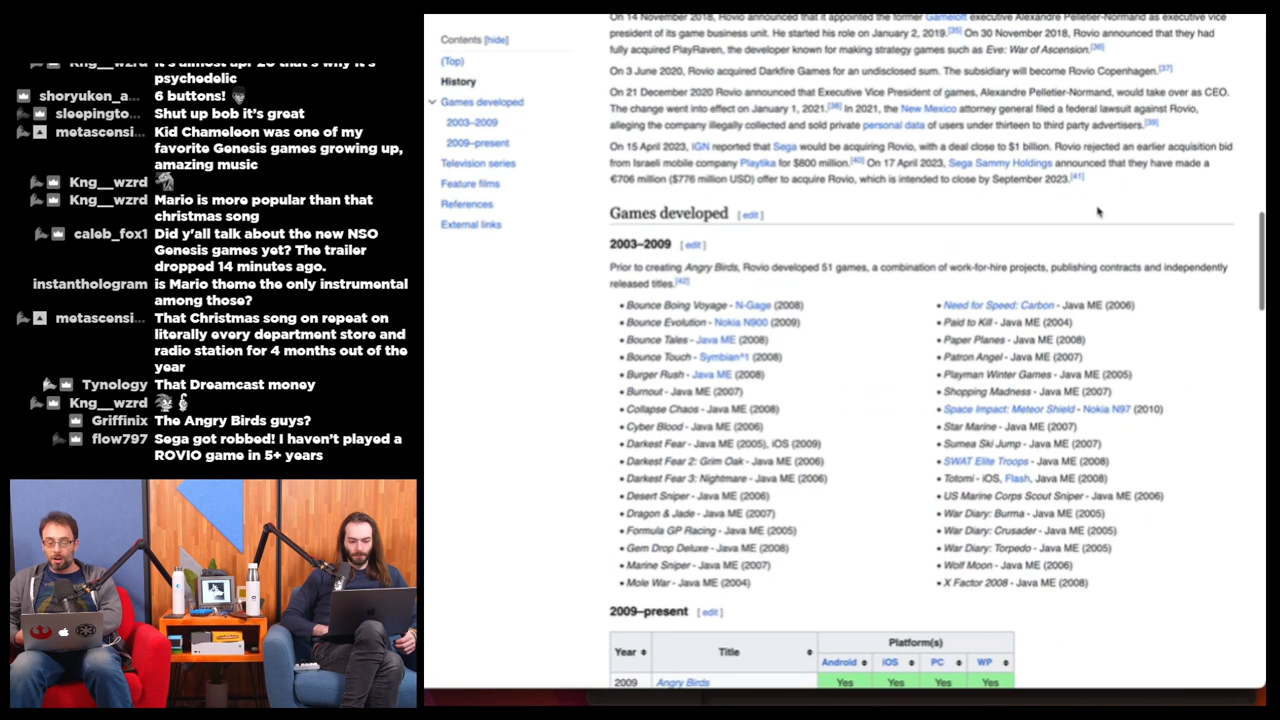 Kng__wzrd it's almost upr 20 that's why it's
psychedelic
shoryuken_a... 6 buttons!
sleepingto... Shut up bob it's great
metascensi... Kid Chameleon was one of my
favorite Genesis games growing up,
amazing music
Kng__wzrd
Kng__wzrd Mario is more popular than that
christmas song
caleb_fox1 Did y'all talk about the new NSO
Genesis games yet? The trailer
dropped 14 minutes ago.
instanthologram is Mario theme the only instrumental
among those?
metascensi... That Christmas song on repeat on
literally every department store and
radio station for 4 months out of the
year
Tynology That Dreamcast money
Kng__wzrd
Griffinix The Angry Birds guys?
flow797 Sega got robbed! I haven't played a
ROVIO game in 5+ years
Contents [hide]
(Top)
History
Games developed
2003–2009
2009–present
Television series
Feature films
References
External links
On 14 November 2018, Rovio announced that it appointed the former Gameloft executive Alexandre Pelletier-Normand as executive vice
president of its game business unit. He started his role on January 2, 2019.[35] On 30 November 2018, Rovio announced that they had
fully acquired PlayRaven, the developer known for making strategy games such as Eve: War of Ascension.[36]
On 3 June 2020, Rovio acquired Darkfire Games for an undisclosed sum. The subsidiary will become Rovio Copenhagen.[37]
On 21 December 2020 Rovio announced that Executive Vice President of games, Alexandre Pelletier-Normand, would take over as CEO.
The change went into effect on January 1, 2021.[38] In 2021, the New Mexico attorney general filed a federal lawsuit against Rovio,
alleging the company illegally collected and sold private personal data of users under thirteen to third party advertisers.[39]
On 15 April 2023, IGN reported that Sega would be acquiring Rovio, with a deal close to $1 billion. Rovio rejected an earlier acquisition bid
from Israeli mobile company Playtika for $800 million.[40] On 17 April 2023, Sega Sammy Holdings announced that they have made a
€706 million ($776 million USD) offer to acquire Rovio, which is intended to close by September 2023.[41]
Games developed [ edit ]
2003–2009 [ edit ]
Prior to creating Angry Birds, Rovio developed 51 games, a combination of work-for-hire projects, publishing contracts and independently
released titles.[42]
• Bounce Boing Voyage - N-Gage (2008)
• Bounce Evolution - Nokia N900 (2009)
• Bounce Tales - Java ME (2008)
• Bounce Touch - Symbian^1 (2008)
• Burger Rush - Java ME (2008)
• Burnout - Java ME (2007)
• Collapse Chaos - Java ME (2008)
• Cyber Blood - Java ME (2006)
• Darkest Fear - Java ME (2005), iOS (2009)
• Darkest Fear 2: Grim Oak - Java ME (2006)
• Darkest Fear 3: Nightmare - Java ME (2006)
• Desert Sniper - Java ME (2006)
• Dragon & Jade - Java ME (2007)
• Formula GP Racing - Java ME (2005)
• Gem Drop Deluxe - Java ME (2008)
• Marine Sniper - Java ME (2007)
• Mole War - Java ME (2004)
• Need for Speed: Carbon - Java ME (2006)
• Paid to Kill - Java ME (2004)
• Paper Planes - Java ME (2008)
• Patron Angel - Java ME (2007)
• Playman Winter Games - Java ME (2005)
• Shopping Madness - Java ME (2007)
• Space Impact: Meteor Shield - Nokia N97 (2010)
• Star Marine - Java ME (2007)
• Sumea Ski Jump - Java ME (2007)
• SWAT Elite Troops - Java ME (2008)
• Totomi - iOS, Flash, Java ME (2008)
• US Marine Corps Scout Sniper - Java ME (2006)
• War Diary: Burma - Java ME (2005)
• War Diary: Crusader - Java ME (2005)
• War Diary: Torpedo - Java ME (2005)
• Wolf Moon - Java ME (2006)
• X Factor 2008 - Java ME (2008)
2009–present [ edit ]
Year Title Platform(s)
Android iOS PC WP
2009 Angry Birds Yes Yes Yes Yes